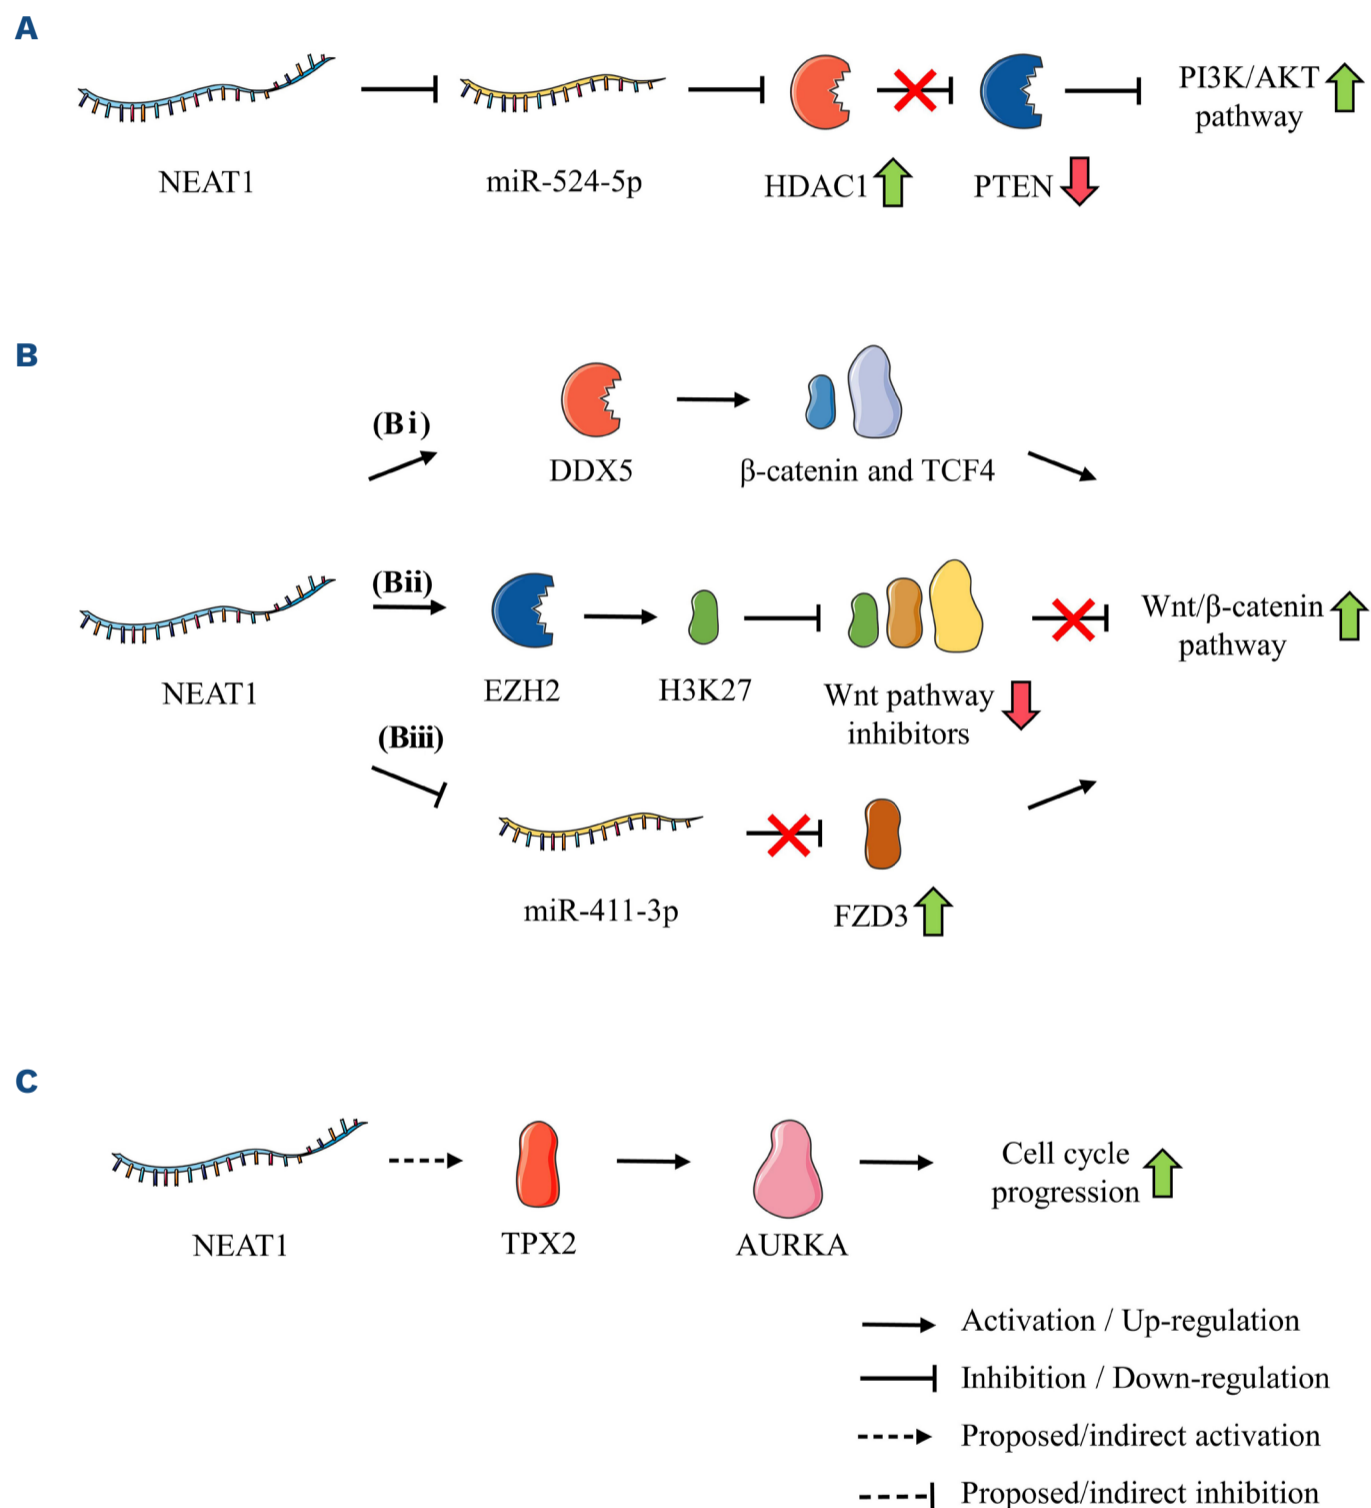 A
NEAT1
miR-524-5p
HDAC1
PTEN
PI3K/AKT
pathway
B
(Bi)
DDX5
β-catenin and TCF4
(Bii)
NEAT1
EZH2
H3K27
Wnt pathway
inhibitors
Wnt/β-catenin
pathway
(Biii)
miR-411-3p
FZD3
C
NEAT1
TPX2
AURKA
Cell cycle
progression
Activation / Up-regulation
Inhibition / Down-regulation
Proposed/indirect activation
Proposed/indirect inhibition